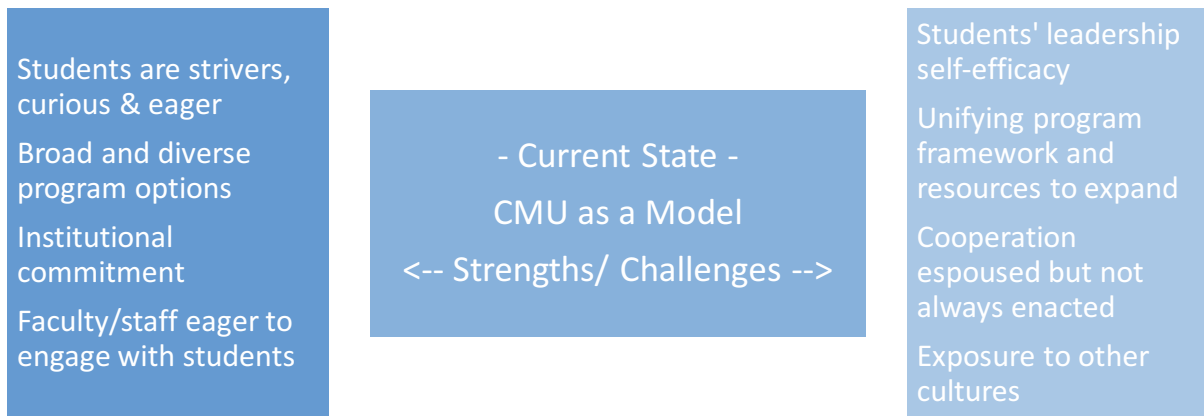 Students are strivers,
curious & eager
Broad and diverse
program options
Institutional
commitment
Faculty/staff eager to
engage with students
- Current State -
CMU as a Model
<-- Strengths/ Challenges -->
Students' leadership
self-efficacy
Unifying program
framework and
resources to expand
Cooperation
espoused but not
always enacted
Exposure to other
cultures